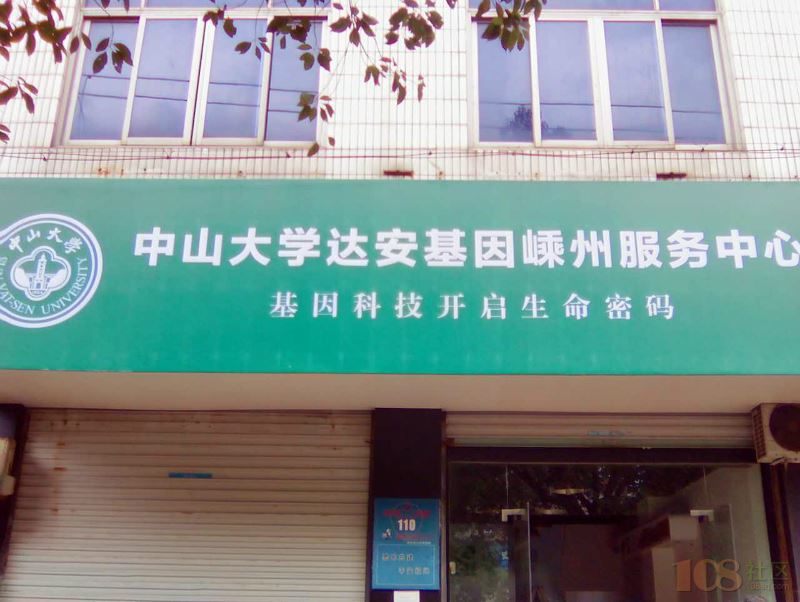 中山大学达安基因嵊州服务中心
基因科技开启生命密码
中山大学
SUN YAT-SEN UNIVERSITY
110
108社区